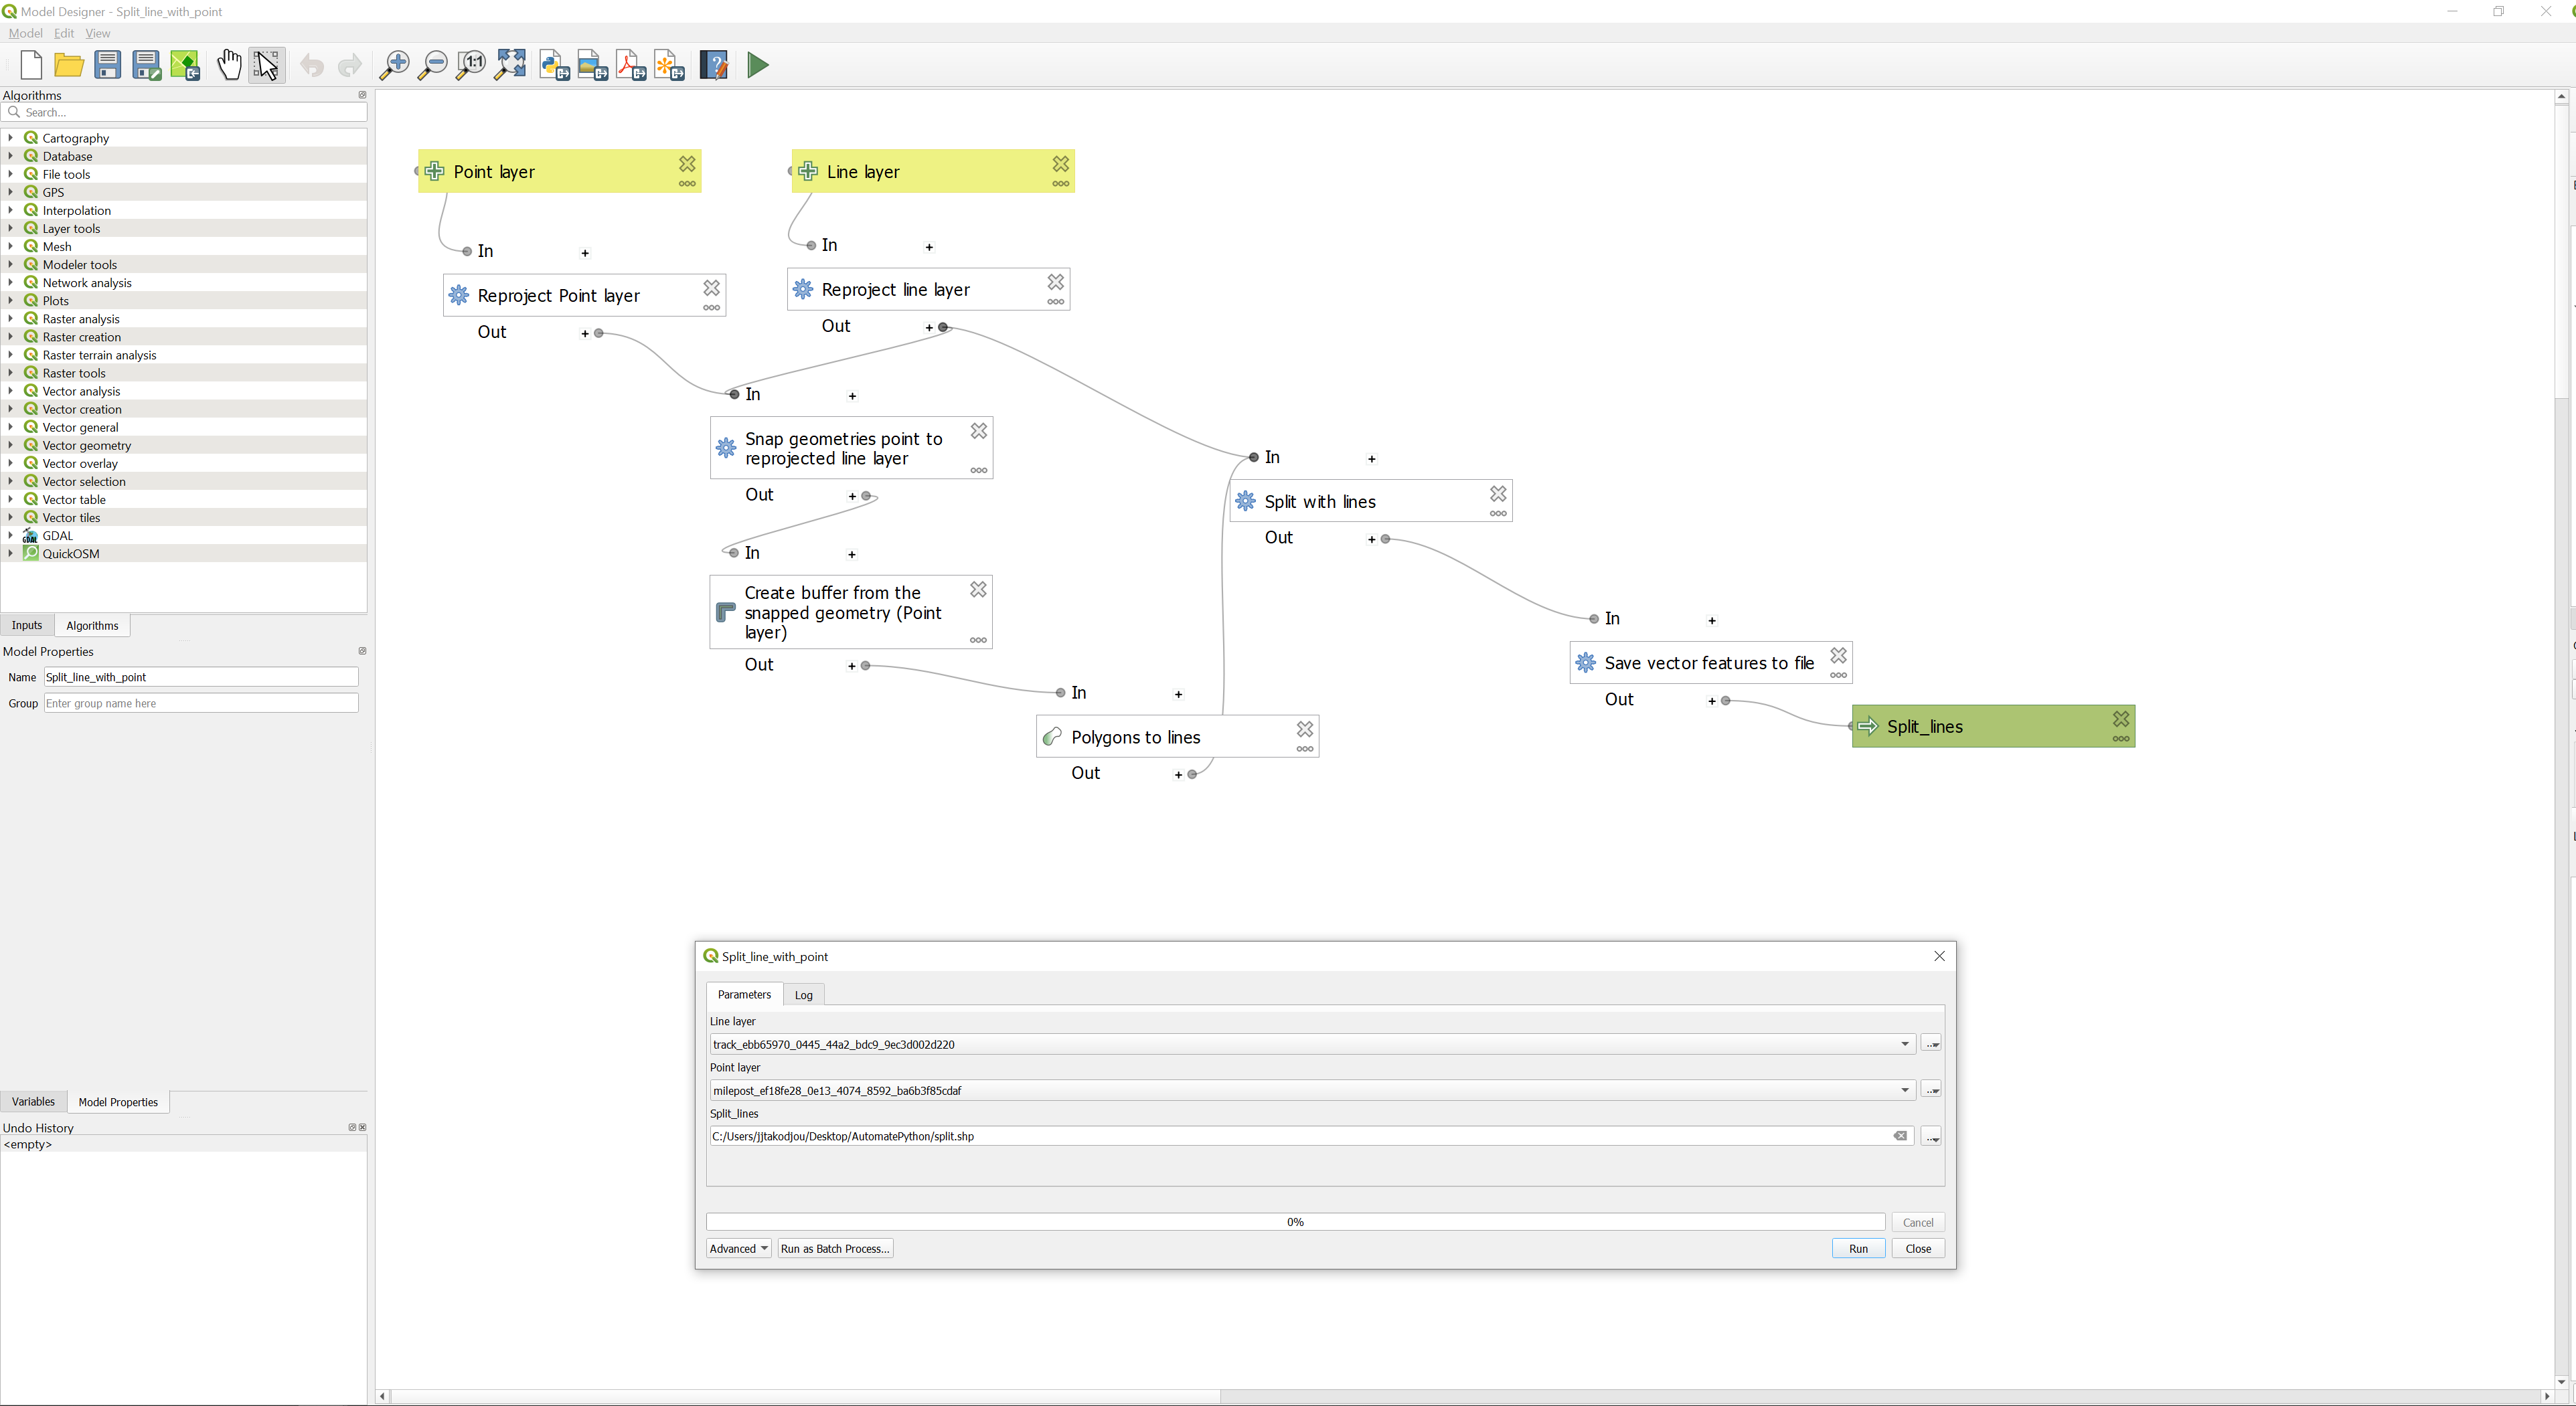 Model Designer - Split_line_with_point
Model Edit View
Algorithms
Search...
Cartography
Database
File tools
GPS
Interpolation
Layer tools
Mesh
Modeler tools
Network analysis
Plots
Raster analysis
Raster creation
Raster terrain analysis
Raster tools
Vector analysis
Vector creation
Vector general
Vector geometry
Vector overlay
Vector selection
Vector table
Vector tiles
GDAL
QuickOSM
Inputs Algorithms
Model Properties
Name Split_line_with_point
Group Enter group name here
Variables Model Properties
Undo History
<empty>
Point layer
Line layer
In +
In +
Reproject Point layer
Reproject line layer
Out +
Out +
In +
Snap geometries point to
reprojected line layer
Out +
In +
Split with lines
Out +
In +
Create buffer from the
snapped geometry (Point
layer)
Out +
In +
Save vector features to file
Out +
In +
Polygons to lines
Out +
Split_lines
Split_line_with_point
Parameters Log
Line layer
track_ebb65970_0445_44a2_bdc9_9ec3d002d220
Point layer
milepost_ef18fe28_0e13_4074_8592_ba6b3f85cdaf
Split_lines
C:/Users/jjtakodjou/Desktop/AutomatePython/split.shp
0%
Cancel
Advanced Run as Batch Process...
Run Close